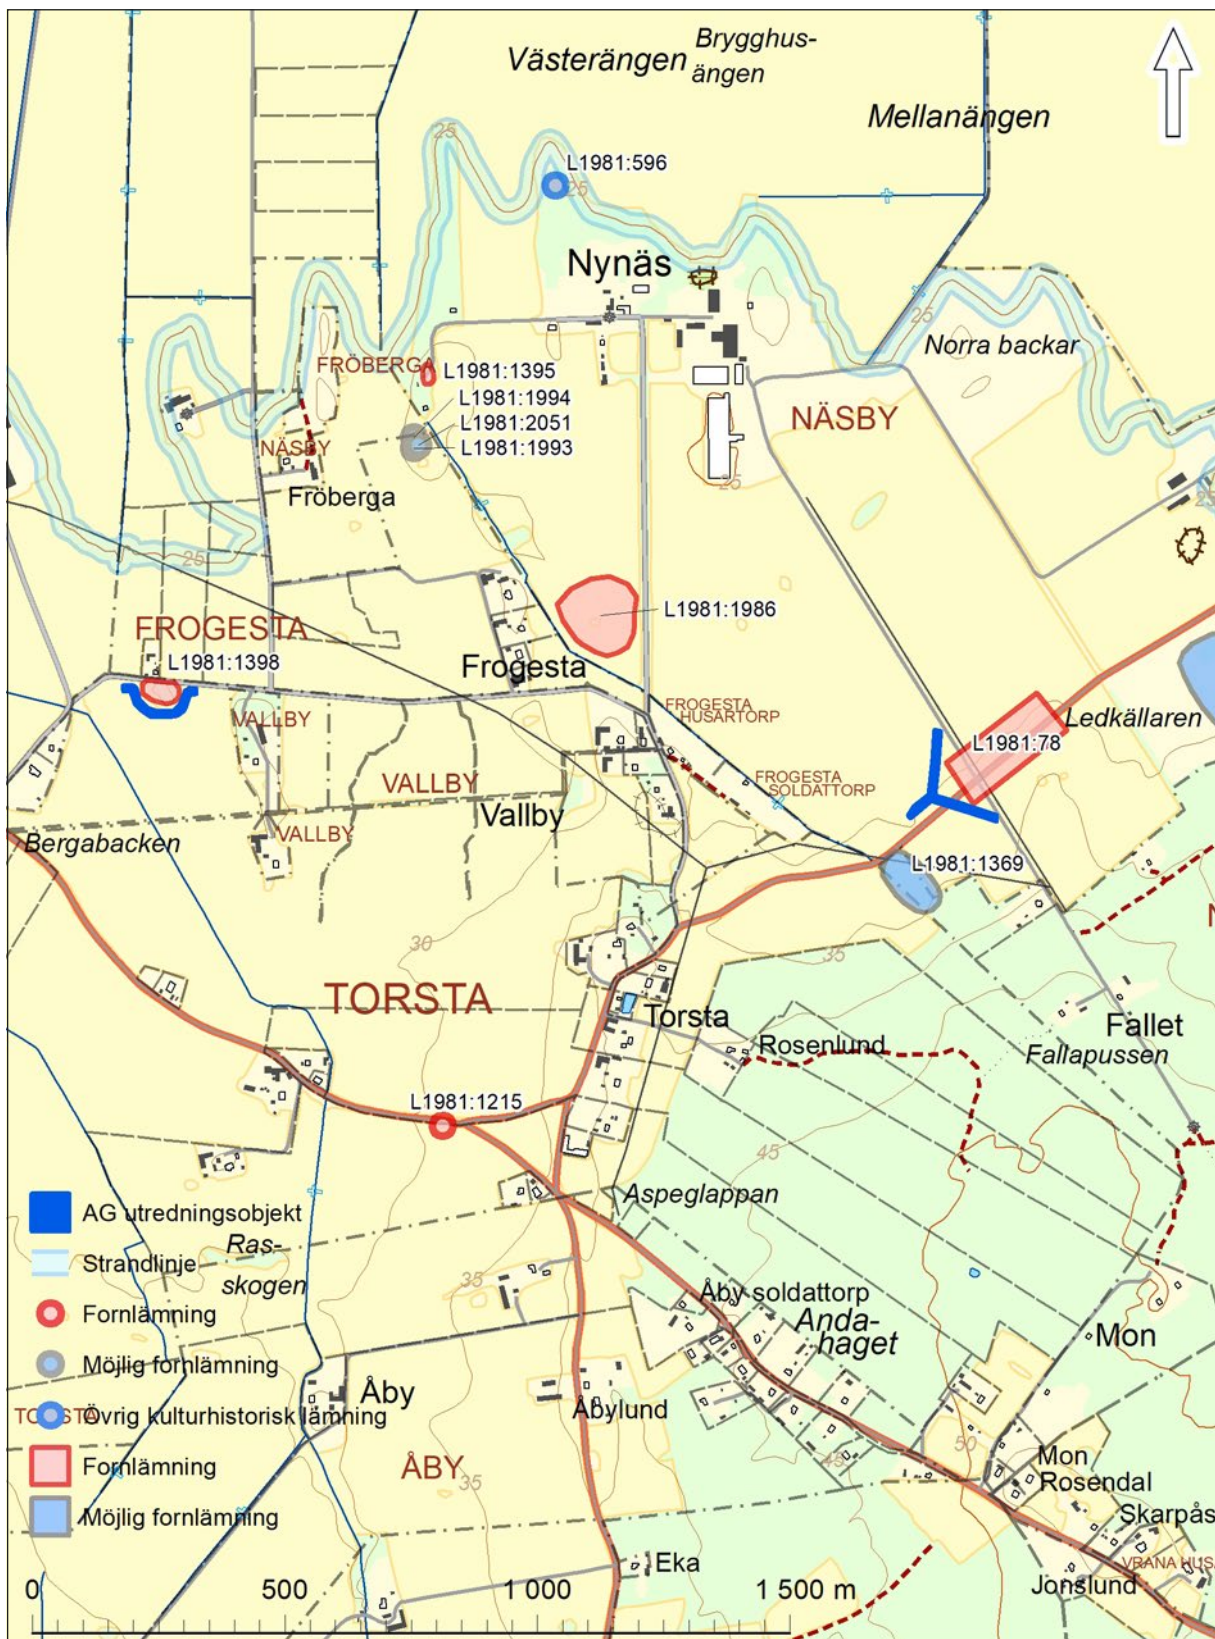 Västerängen
Brygghus-
ängen
Mellanängen
25
L1981:596
25
Nynäs
25
Norra backar
FRÖBERGA
L1981:1395
L1981:1994
L1981:2051
L1981:1993
NÄSBY
NÄSBY
Fröberga
25
25
25
FROGESTA
L1981:1986
L1981:1398
Frogesta
FROGESTA
HUSARTORP
VALLBY
Ledkällaren
L1981:78
VALLBY
FROGESTA
SOLDATTORP
Vallby
VALLBY
Bergabacken
L1981:1369
N
30
35
TORSTA
Torsta
Fallet
Rosenlund
Fallapussen
L1981:1215
45
Aspeglappan
AG utredningsobjekt
Ras-
skogen
Strandlinje
35
Fornlämning
Åby soldattorp
Anda-
haget
Mon
Möjlig fornlämning
Åby
Övrig kulturhistorisk lämning
Åbylund
50
45
Mon
Fornlämning
ÅBY
35
Rosendal
Möjlig fornlämning
Skarpås
Eka
VRANA HUS
Jonslund
0 500 1 000 1 500 m